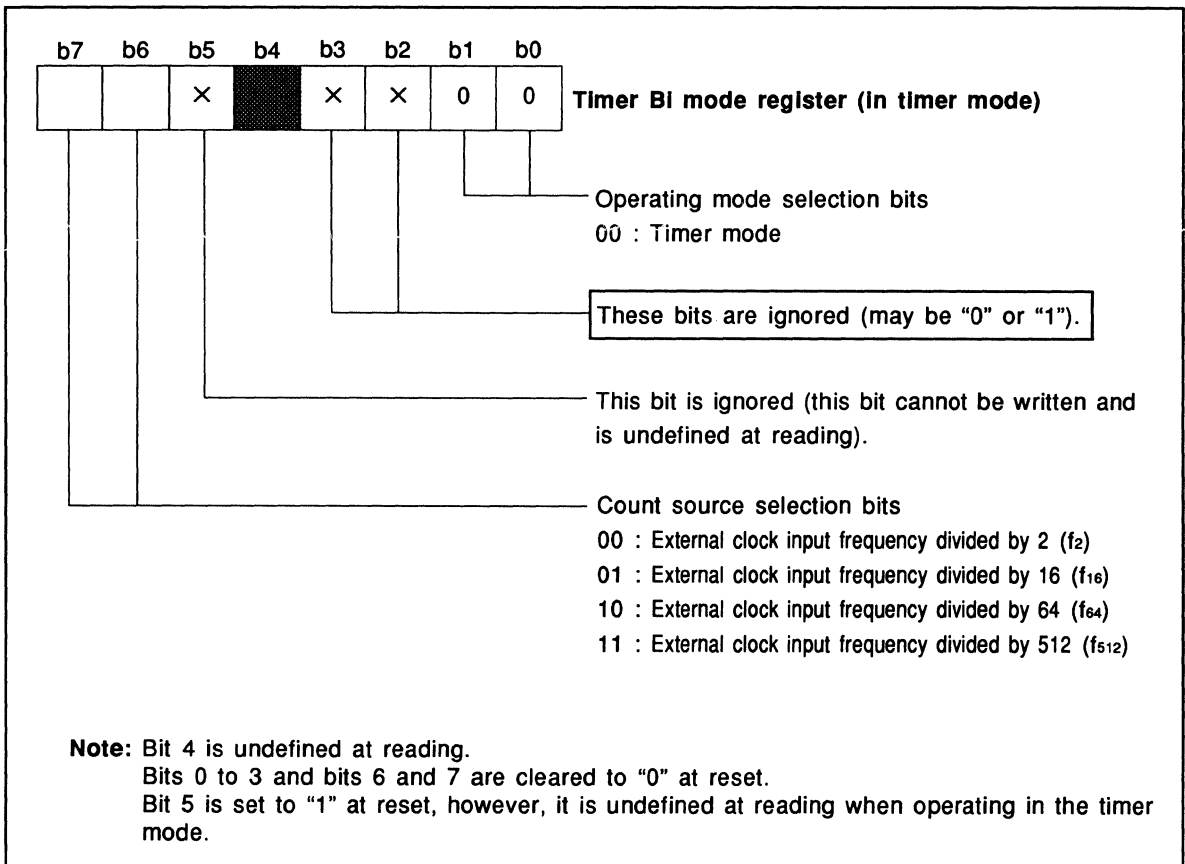 b7 b6 b5 b4 b3 b2 b1 b0
× × × 0 0 Timer Bi mode register (in timer mode)
Operating mode selection bits
00 : Timer mode
These bits are ignored (may be “0” or “1”).
This bit is ignored (this bit cannot be written and
is undefined at reading).
Count source selection bits
00 : External clock input frequency divided by 2 (f2)
01 : External clock input frequency divided by 16 (f16)
10 : External clock input frequency divided by 64 (f64)
11 : External clock input frequency divided by 512 (f512)
Note: Bit 4 is undefined at reading.
Bits 0 to 3 and bits 6 and 7 are cleared to “0” at reset.
Bit 5 is set to “1” at reset, however, it is undefined at reading when operating in the timer
mode.